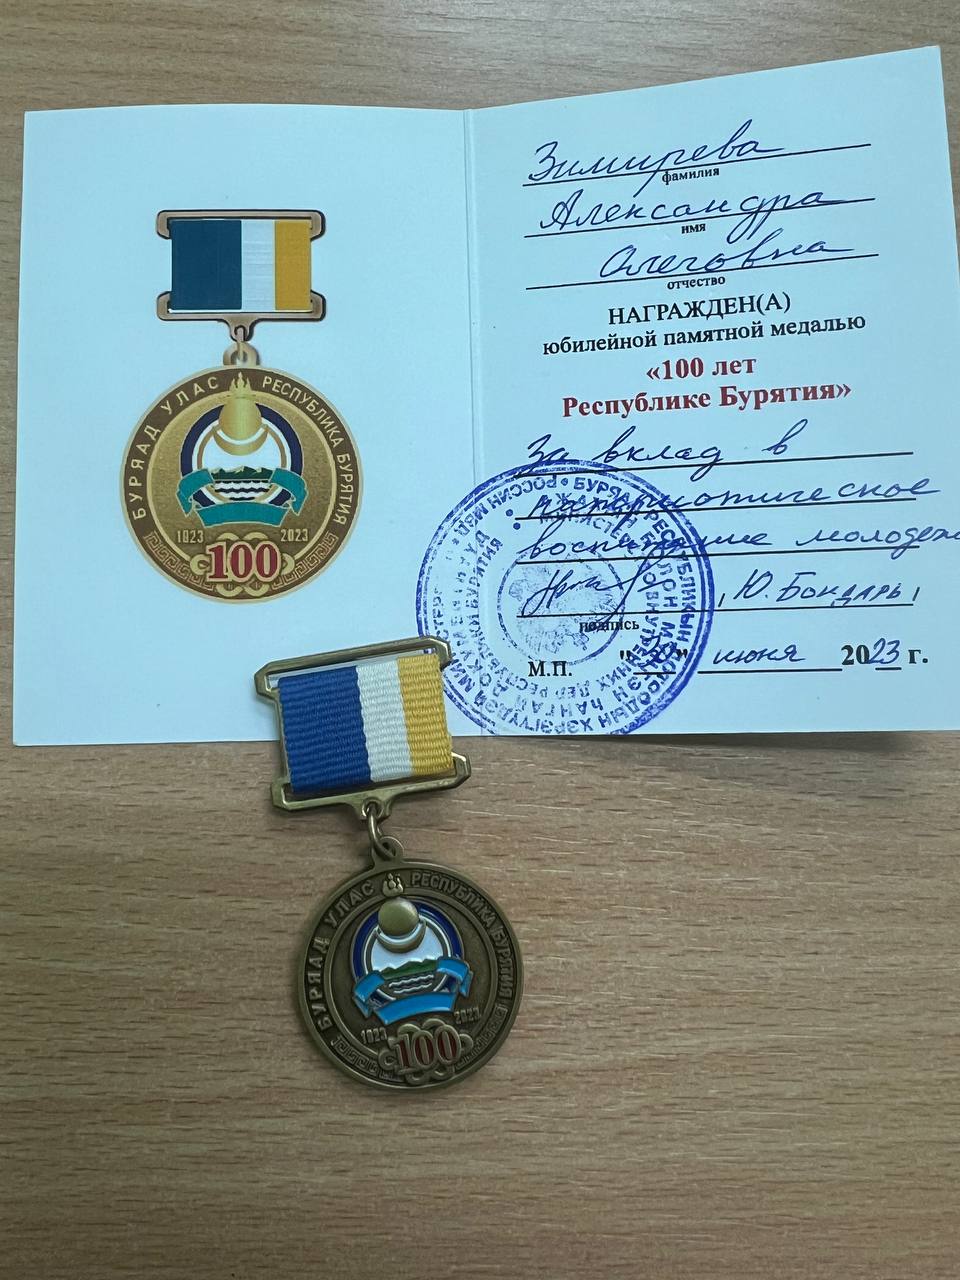 БУРЯАД УЛАС РЕСПУБЛИКА БУРЯТИЯ
1923 2023
100
Зимирева
фамилия
Александра
имя
Олеговна
отчество
НАГРАЖДЕН(А)
юбилейной памятной медалью
«100 лет
Республике Бурятия»
За вклад в
патриотическое
воспитание молодежи
, Ю. Бондарь,
подпись
М.П. " " июня 2023 г.
БУРЯАД УЛАС РЕСПУБЛИКА БУРЯТИЯ
1923 2023
100